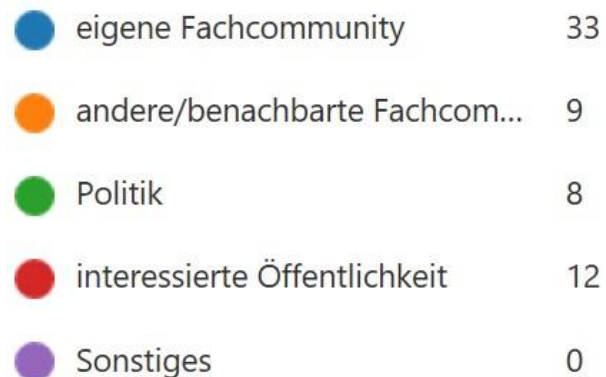 eigene Fachcommunity 33
andere/benachbarte Fachcom... 9
Politik 8
interessierte Öffentlichkeit 12
Sonstiges 0